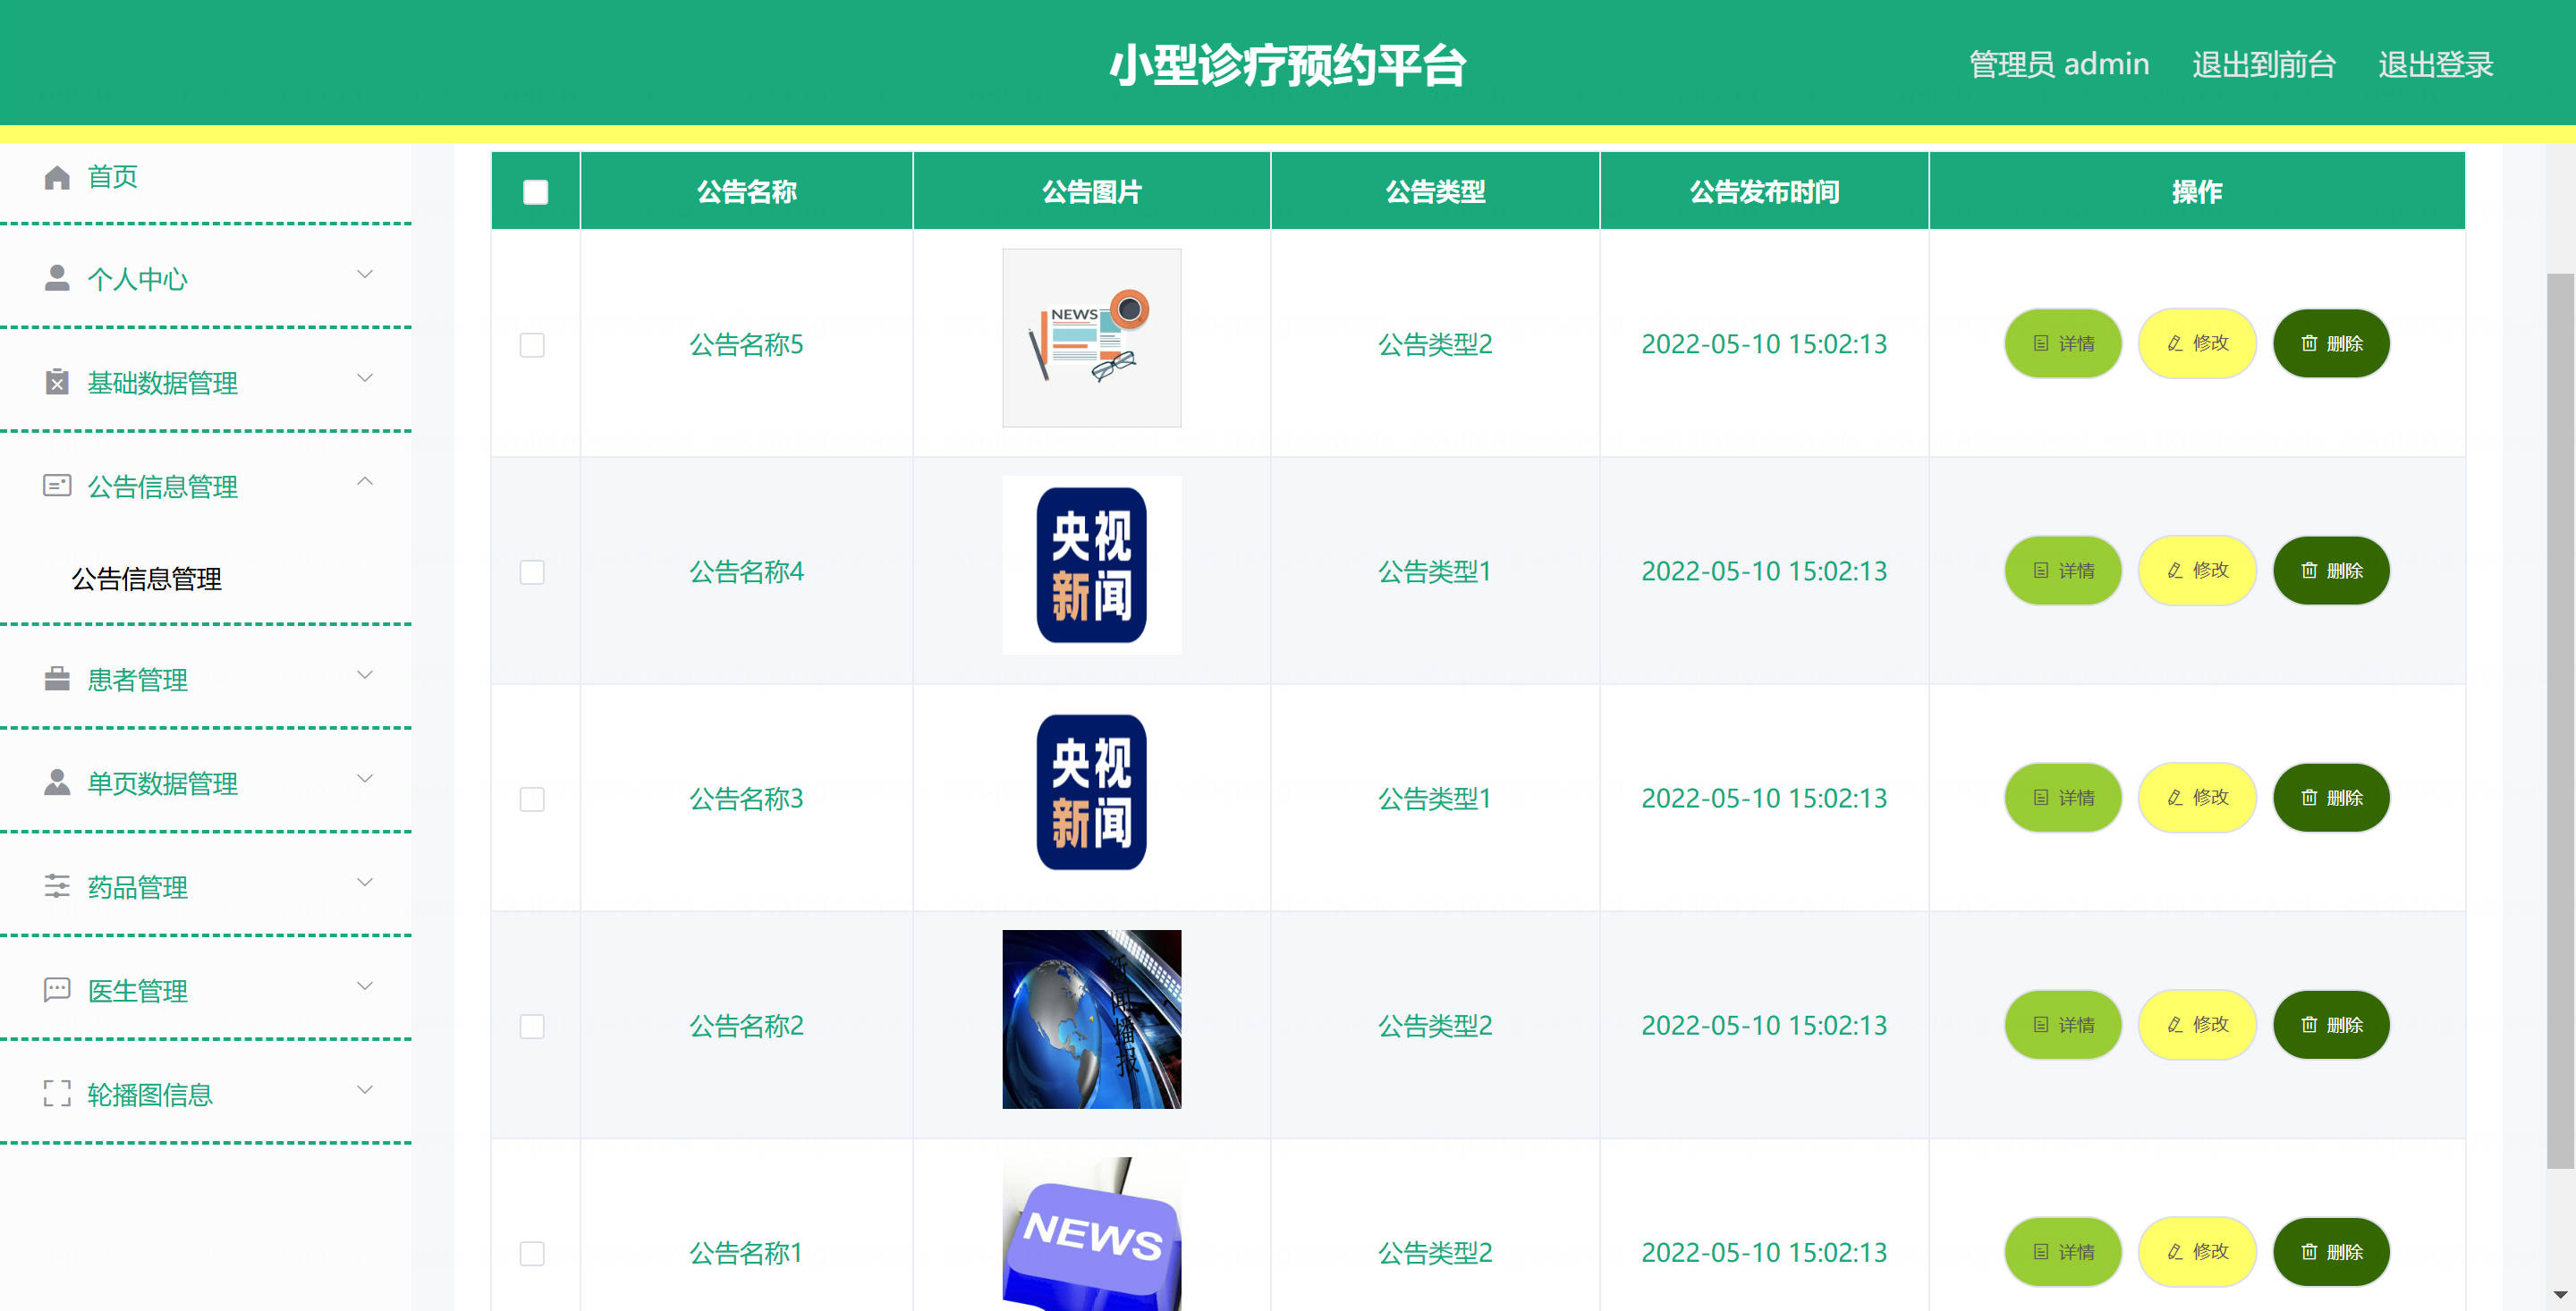 小型诊疗预约平台
管理员 admin 退出到前台 退出登录
首页
个人中心
基础数据管理
公告信息管理
公告信息管理
患者管理
单页数据管理
药品管理
医生管理
轮播图信息
公告名称 公告图片 公告类型 公告发布时间 操作
公告名称5 NEWS 公告类型2 2022-05-10 15:02:13 详情 修改 删除
公告名称4 央视 公告类型1 2022-05-10 15:02:13 详情 修改 删除
新闻
公告名称3 央视 公告类型1 2022-05-10 15:02:13 详情 修改 删除
新闻
公告名称2 新闻播报 公告类型2 2022-05-10 15:02:13 详情 修改 删除
公告名称1 NEWS 公告类型2 2022-05-10 15:02:13 详情 修改 删除